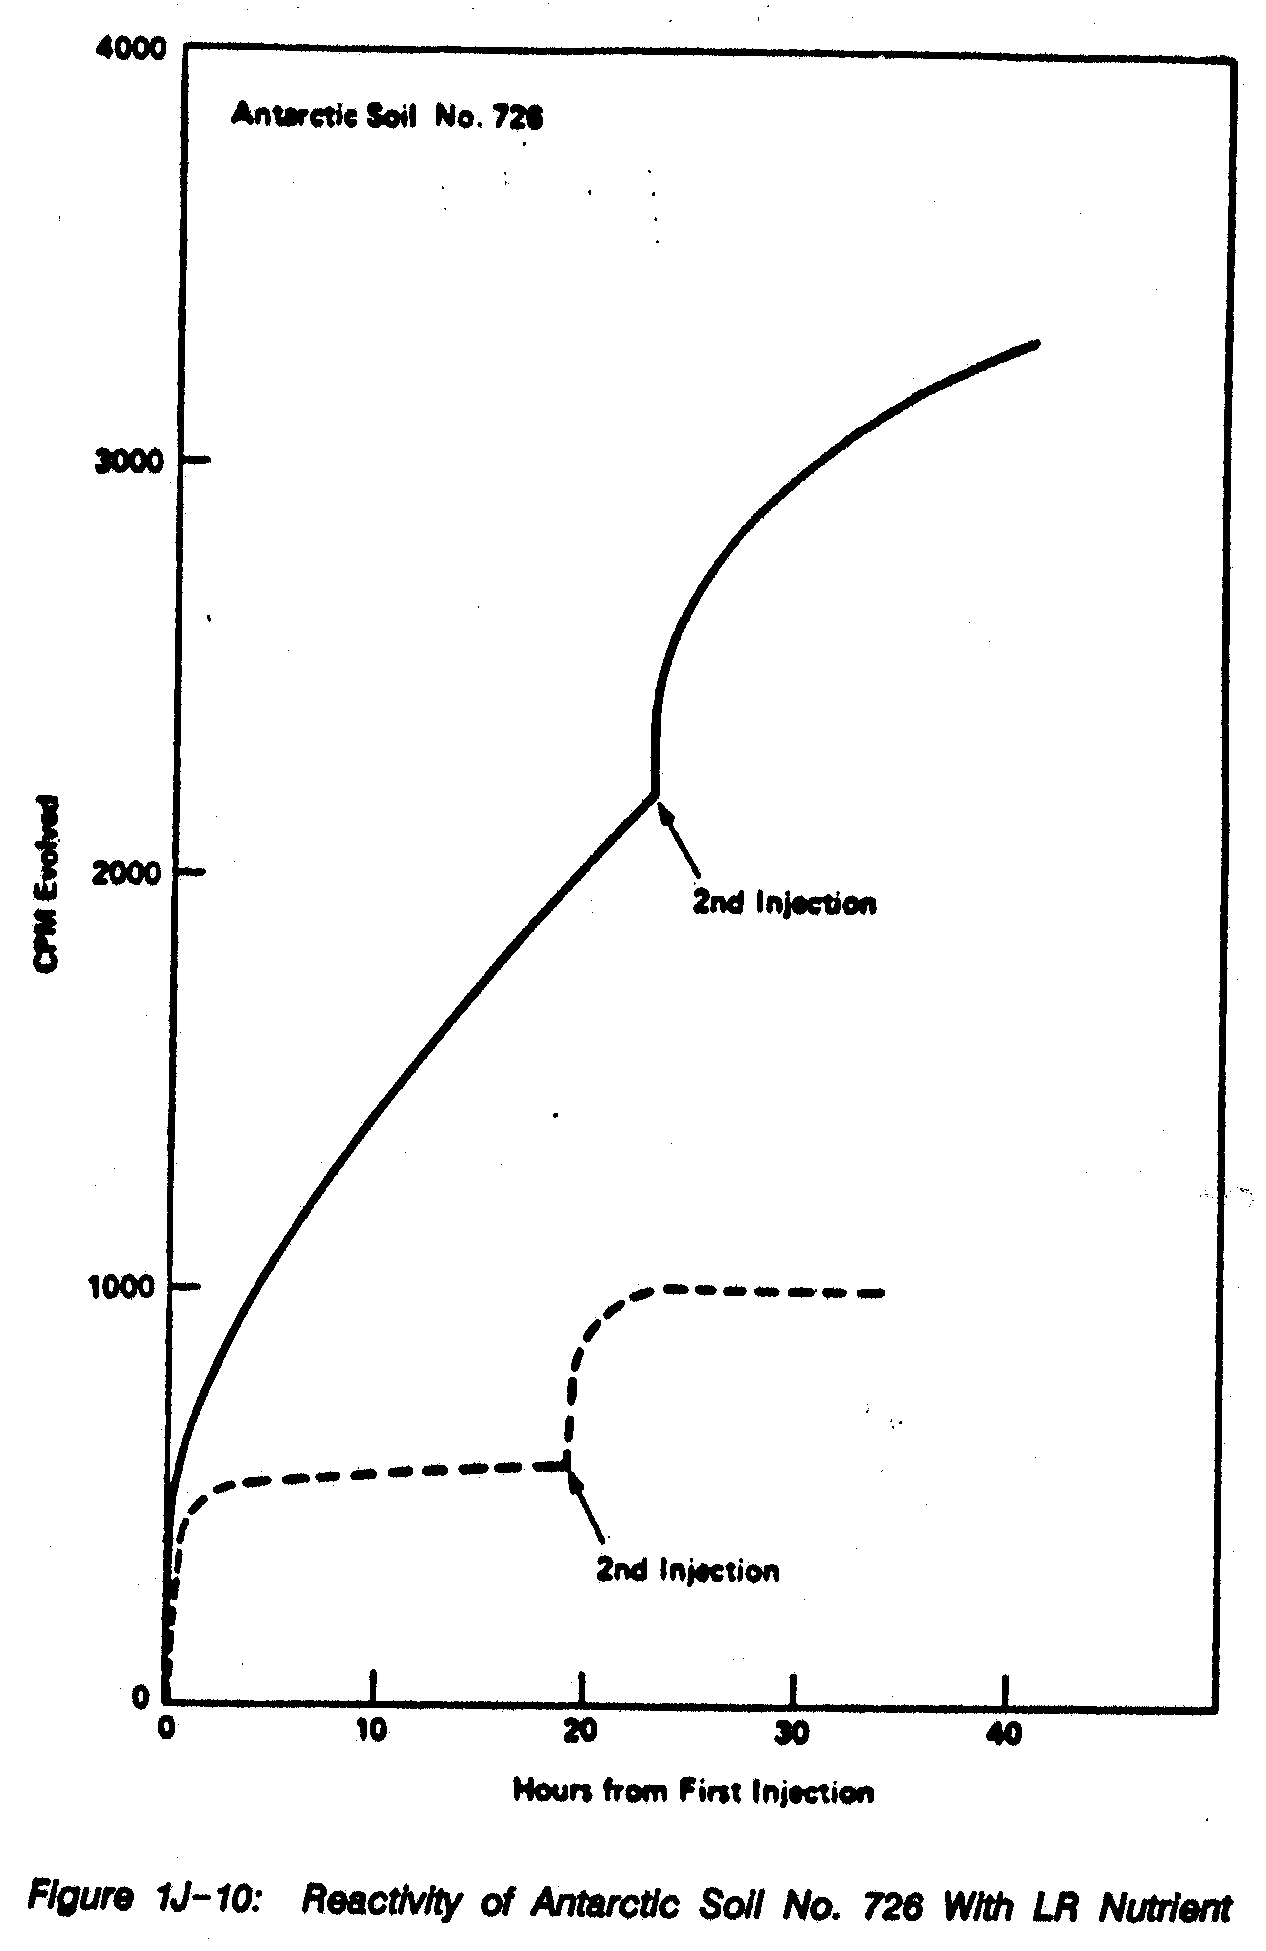 4000
Antarctic Soil No. 726
3000
CPM Evolved
2000
2nd Injection
1000
2nd Injection
0
0 10 20 30 40
Hours from First Injection
Figure 1J-10: Reactivity of Antarctic Soil No. 726 With LR Nutrient